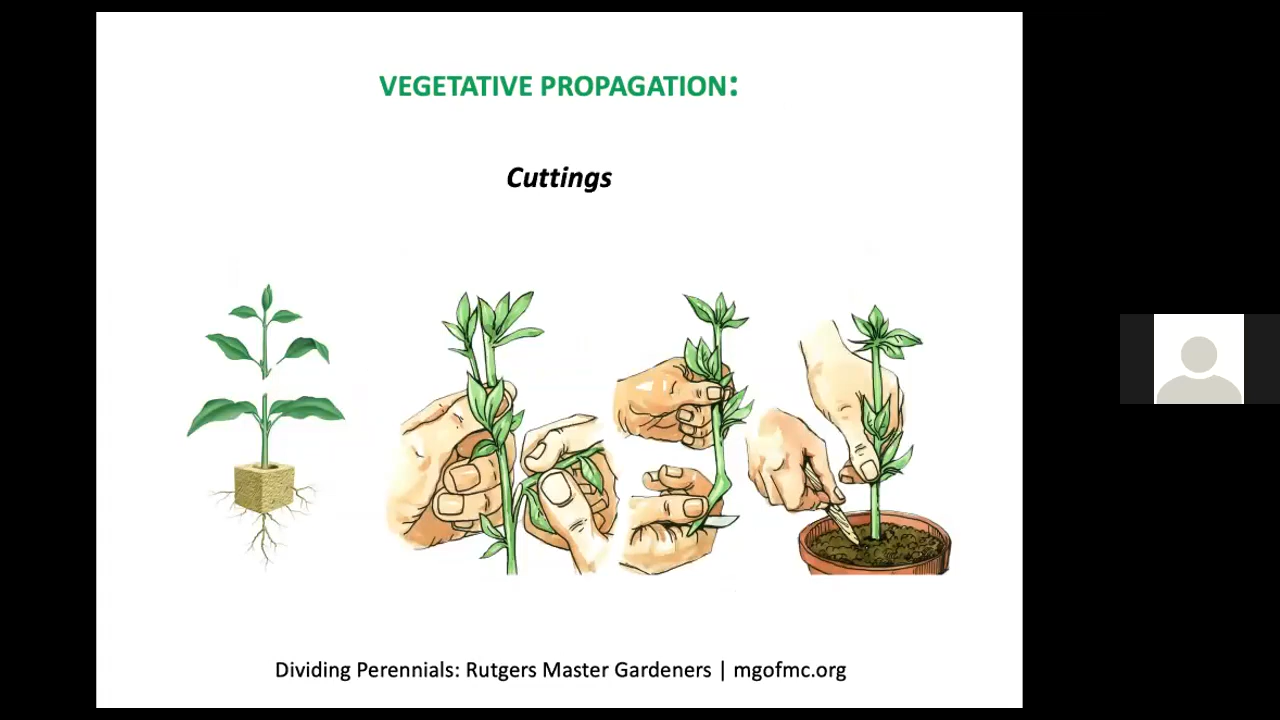 VEGETATIVE PROPAGATION:
Cuttings
Dividing Perennials: Rutgers Master Gardeners | mgofmc.org